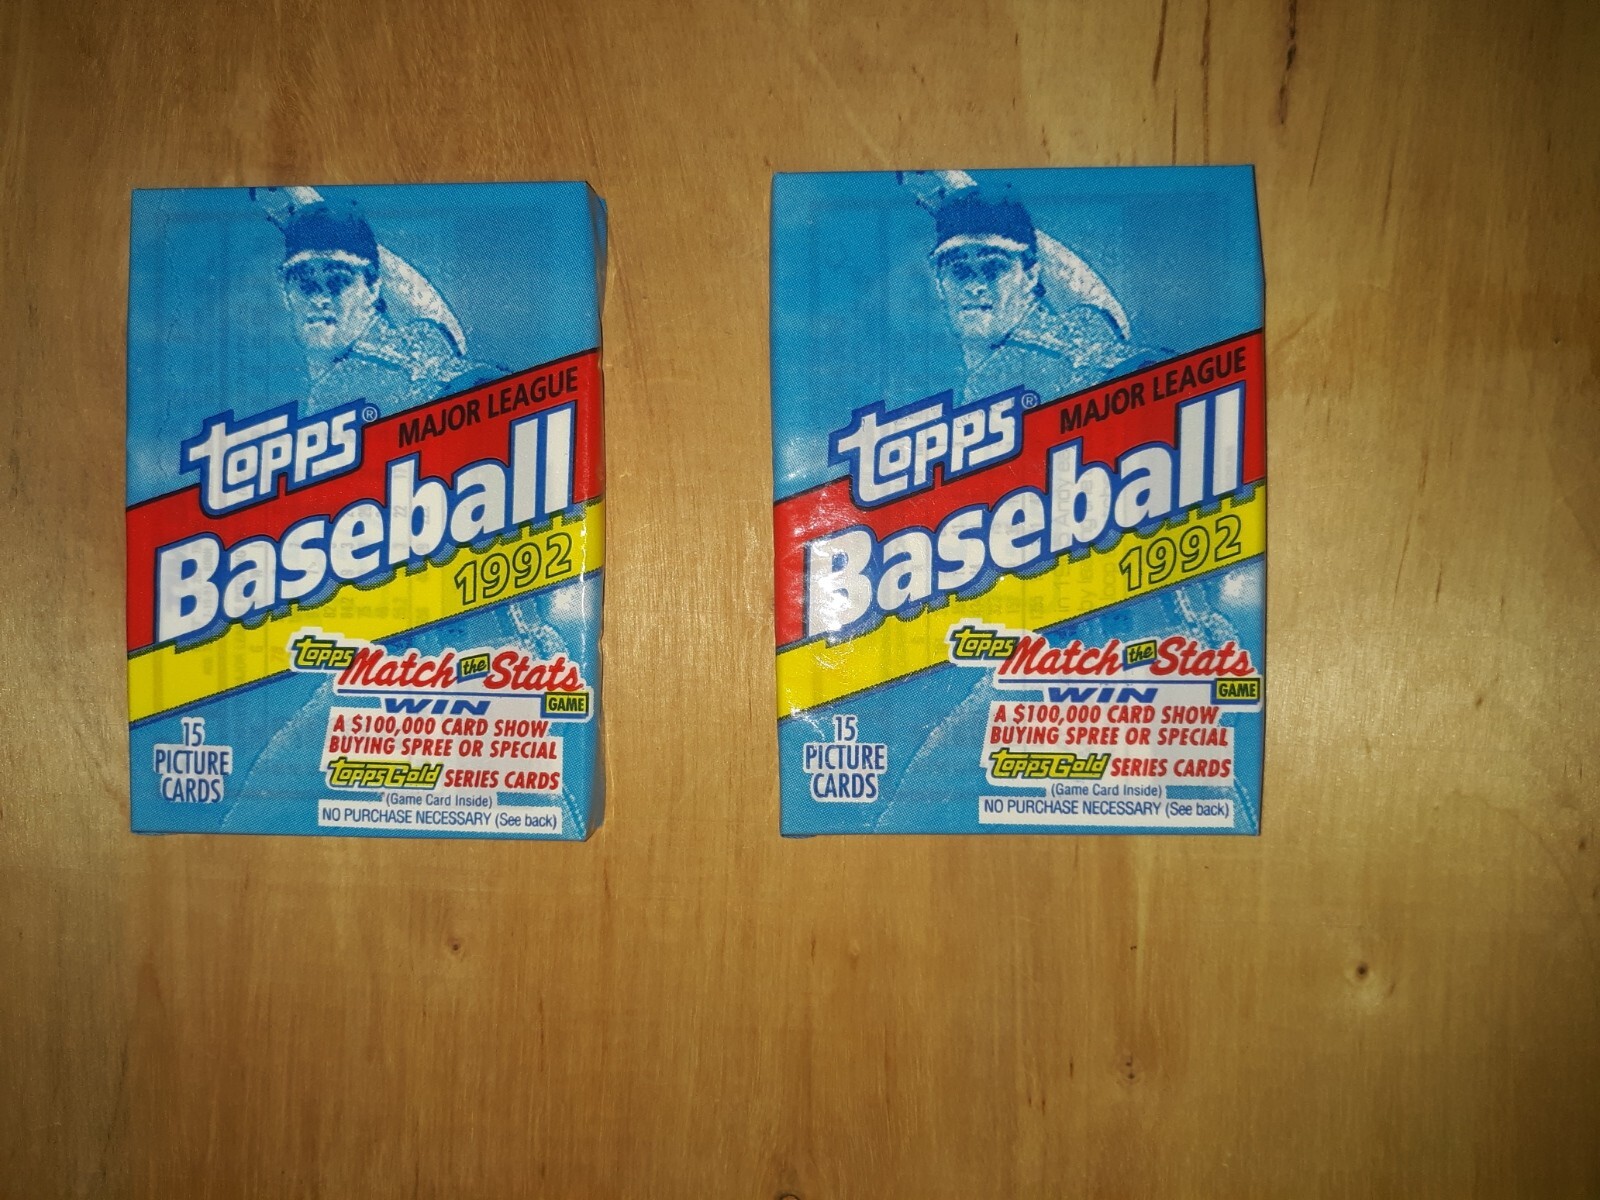 topps®
MAJOR LEAGUE
Baseball
1992
topps Match the Stats
GAME
WIN
A $100,000 CARD SHOW
BUYING SPREE OR SPECIAL
topps Gold SERIES CARDS
(Game Card Inside)
NO PURCHASE NECESSARY (See back)
15
PICTURE
CARDS
topps®
MAJOR LEAGUE
Baseball
1992
topps Match the Stats
GAME
WIN
A $100,000 CARD SHOW
BUYING SPREE OR SPECIAL
topps Gold SERIES CARDS
(Game Card Inside)
NO PURCHASE NECESSARY (See back)
15
PICTURE
CARDS